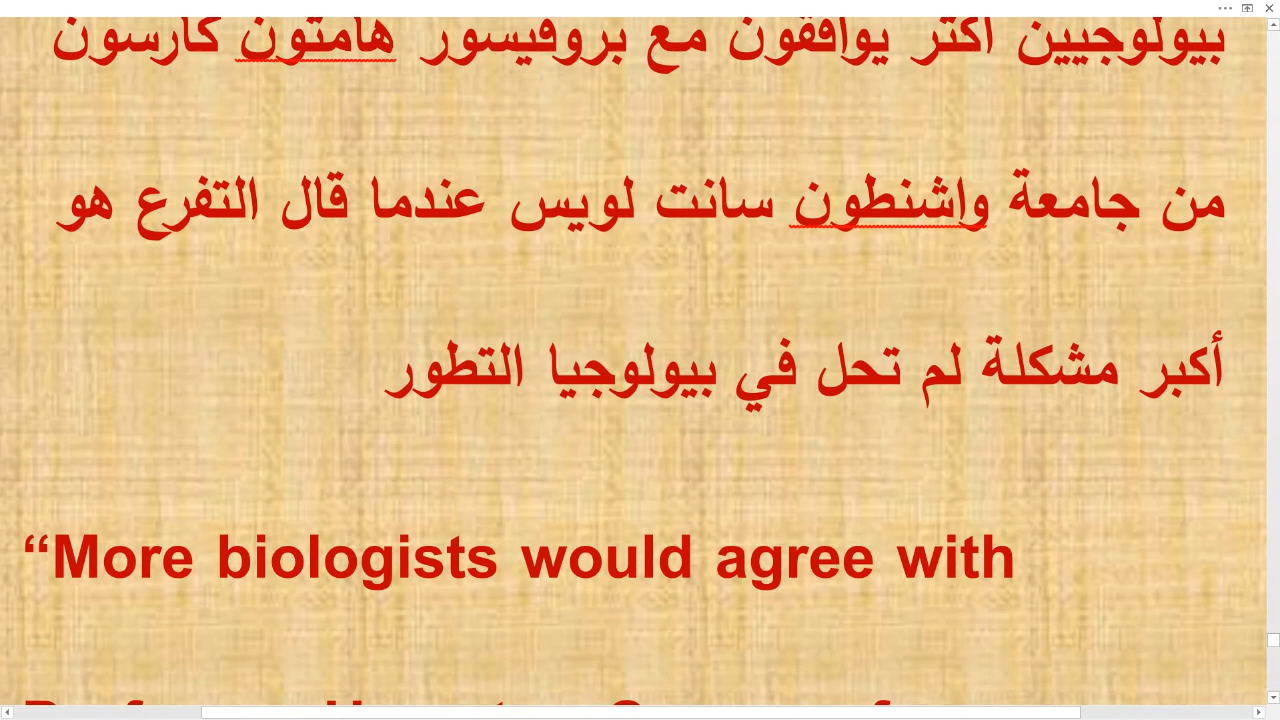 بيولوجيين اكثر يوافقون مع بروفيسور هامتون كارسون
من جامعة واشنطون سانت لويس عندما قال التفرع هو
أكبر مشكلة لم تحل في بيولوجيا التطور
“More biologists would agree with